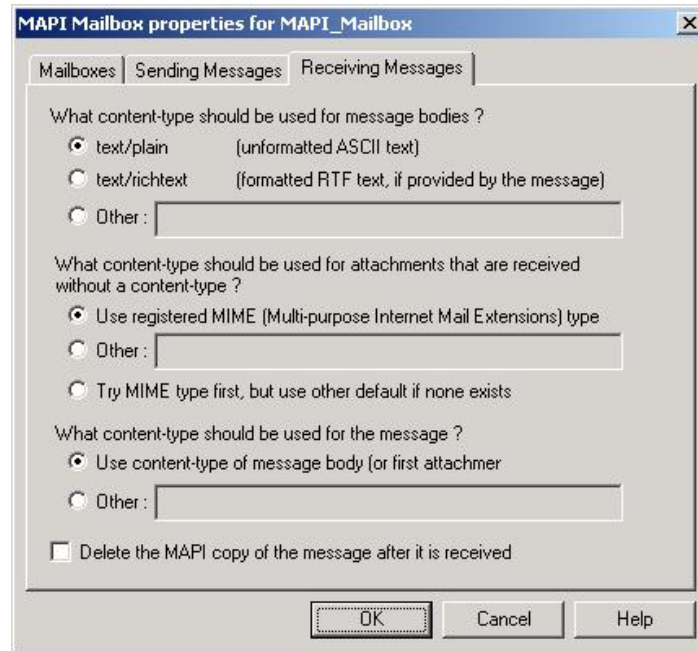 MAPI Mailbox properties for MAPI_Mailbox
Mailboxes Sending Messages Receiving Messages
What content-type should be used for message bodies ?
text/plain (unformatted ASCII text)
text/richtext (formatted RTF text, if provided by the message)
Other :
What content-type should be used for attachments that are received
without a content-type ?
Use registered MIME (Multi-purpose Internet Mail Extensions) type
Other :
Try MIME type first, but use other default if none exists
What content-type should be used for the message ?
Use content-type of message body (or first attachmer
Other :
Delete the MAPI copy of the message after it is received
OK Cancel Help